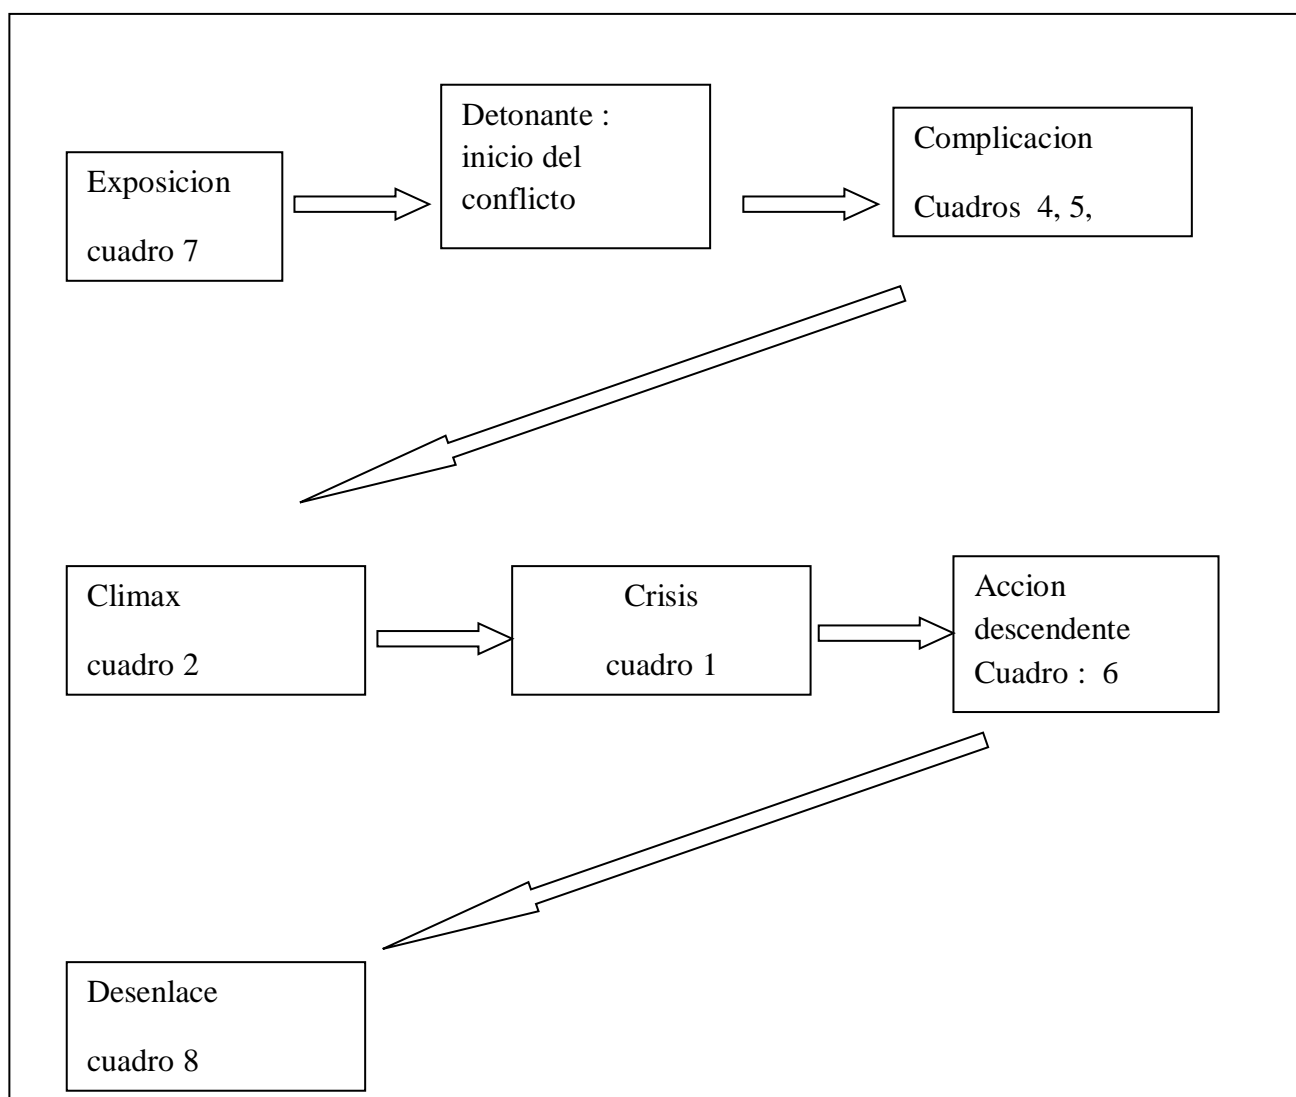 Exposicion
cuadro 7
Detonante :
inicio del
conflicto
Complicacion
Cuadros 4, 5,
Climax
cuadro 2
Crisis
cuadro 1
Accion
descendente
Cuadro : 6
Desenlace
cuadro 8